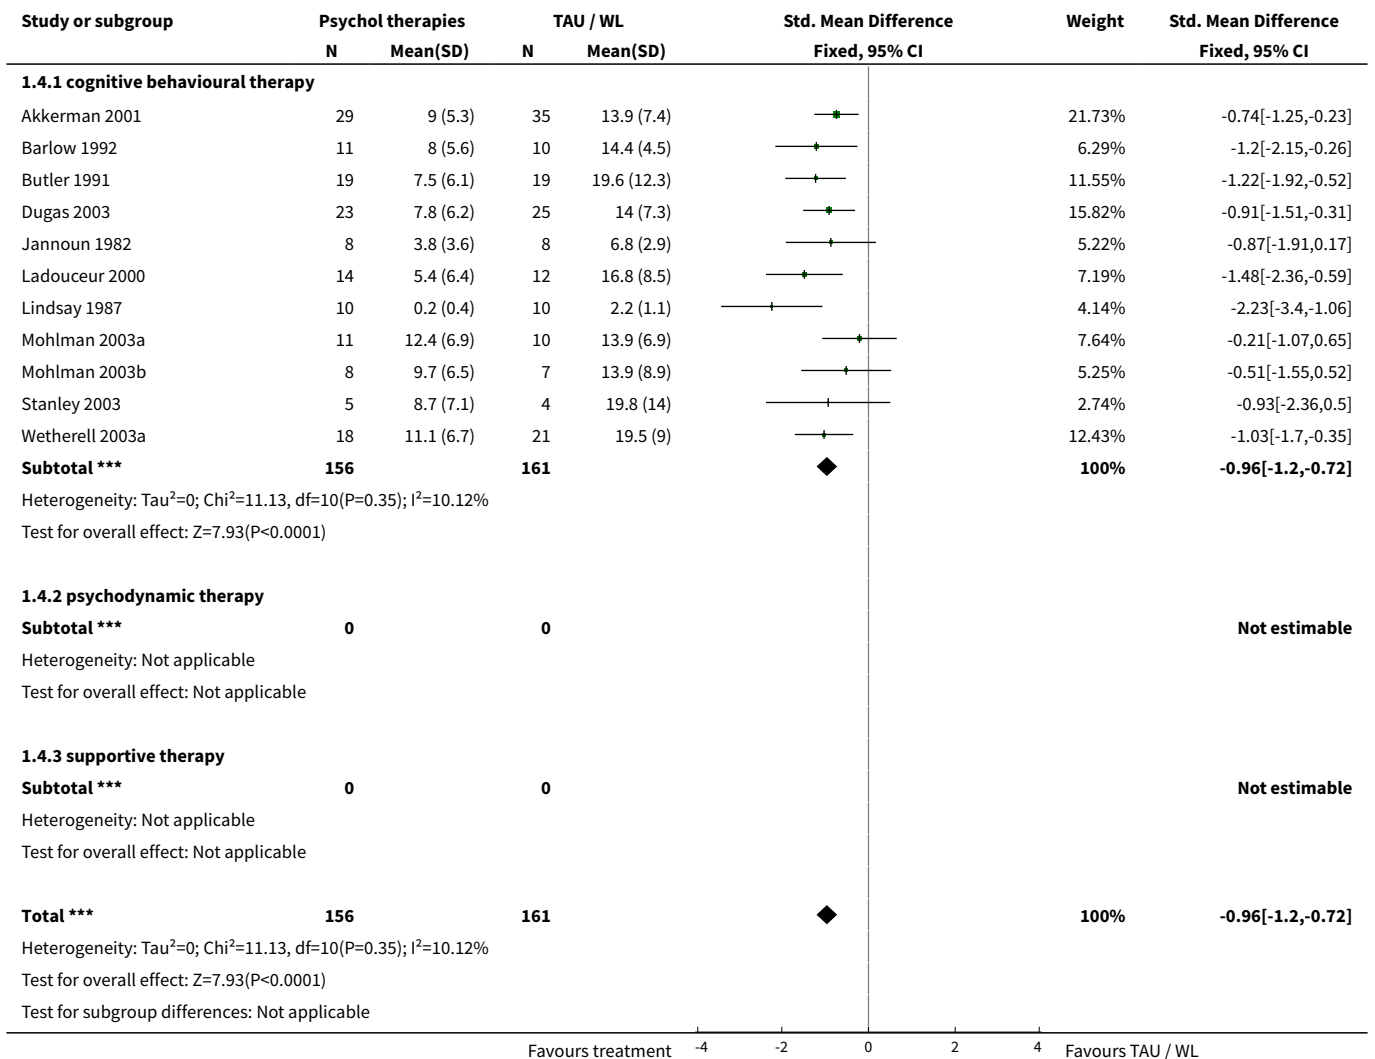 Study or subgroup Psychol therapies TAU / WL Std. Mean Difference Weight Std. Mean Difference
N Mean(SD) N Mean(SD) Fixed, 95% CI Fixed, 95% CI
1.4.1 cognitive behavioural therapy
Akkerman 2001 29 9 (5.3) 35 13.9 (7.4) 21.73% -0.74[-1.25,-0.23]
Barlow 1992 11 8 (5.6) 10 14.4 (4.5) 6.29% -1.2[-2.15,-0.26]
Butler 1991 19 7.5 (6.1) 19 19.6 (12.3) 11.55% -1.22[-1.92,-0.52]
Dugas 2003 23 7.8 (6.2) 25 14 (7.3) 15.82% -0.91[-1.51,-0.31]
Jannoun 1982 8 3.8 (3.6) 8 6.8 (2.9) 5.22% -0.87[-1.91,0.17]
Ladouceur 2000 14 5.4 (6.4) 12 16.8 (8.5) 7.19% -1.48[-2.36,-0.59]
Lindsay 1987 10 0.2 (0.4) 10 2.2 (1.1) 4.14% -2.23[-3.4,-1.06]
Mohlman 2003a 11 12.4 (6.9) 10 13.9 (6.9) 7.64% -0.21[-1.07,0.65]
Mohlman 2003b 8 9.7 (6.5) 7 13.9 (8.9) 5.25% -0.51[-1.55,0.52]
Stanley 2003 5 8.7 (7.1) 4 19.8 (14) 2.74% -0.93[-2.36,0.5]
Wetherell 2003a 18 11.1 (6.7) 21 19.5 (9) 12.43% -1.03[-1.7,-0.35]
Subtotal *** 156 161 100% -0.96[-1.2,-0.72]
Heterogeneity: Tau²=0; Chi²=11.13, df=10(P=0.35); I²=10.12%
Test for overall effect: Z=7.93(P<0.0001)
1.4.2 psychodynamic therapy
Subtotal *** 0 0 Not estimable
Heterogeneity: Not applicable
Test for overall effect: Not applicable
1.4.3 supportive therapy
Subtotal *** 0 0 Not estimable
Heterogeneity: Not applicable
Test for overall effect: Not applicable
Total *** 156 161 100% -0.96[-1.2,-0.72]
Heterogeneity: Tau²=0; Chi²=11.13, df=10(P=0.35); I²=10.12%
Test for overall effect: Z=7.93(P<0.0001)
Test for subgroup differences: Not applicable
Favours treatment -4 -2 0 2 4 Favours TAU / WL